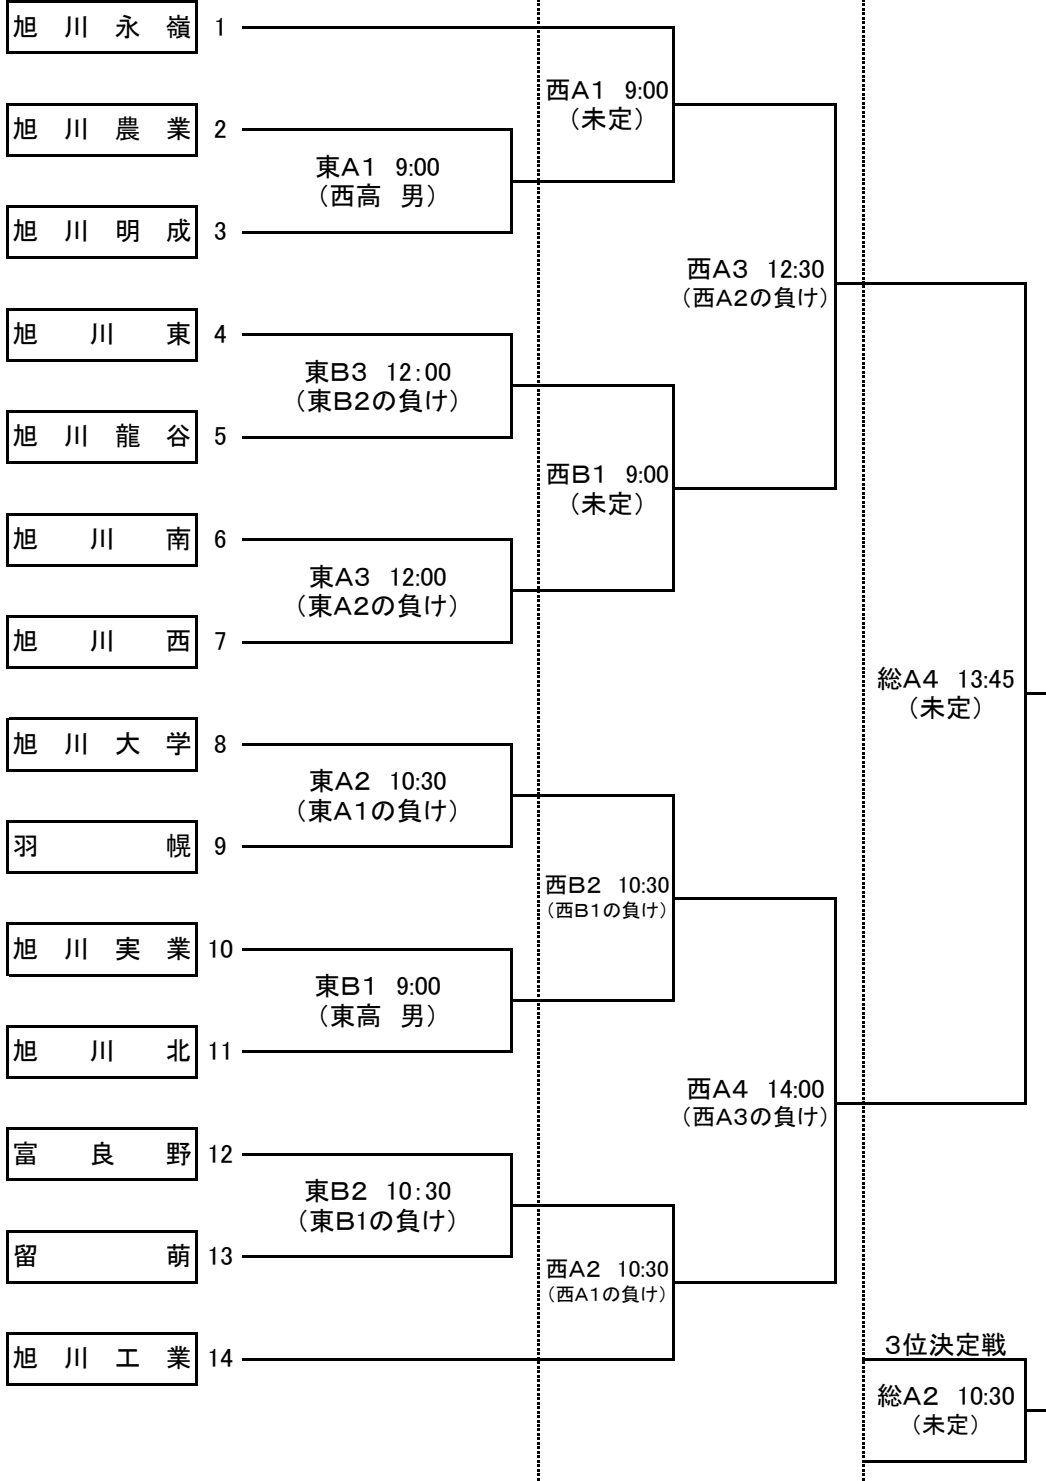 旭川永嶺 1
西A1 9:00
(未定)
旭川農業 2
東A1 9:00
(西高 男)
旭川明成 3
西A3 12:30
(西A2の負け)
旭川東 4
東B3 12:00
(東B2の負け)
旭川龍谷 5
西B1 9:00
(未定)
旭川南 6
東A3 12:00
(東A2の負け)
旭川西 7
総A4 13:45
(未定)
旭川大学 8
東A2 10:30
(東A1の負け)
羽幌 9
西B2 10:30
(西B1の負け)
旭川実業 10
東B1 9:00
(東高 男)
旭川北 11
西A4 14:00
(西A3の負け)
富良野 12
東B2 10:30
(東B1の負け)
留萌 13
西A2 10:30
(西A1の負け)
旭川工業 14
3位決定戦
総A2 10:30
(未定)